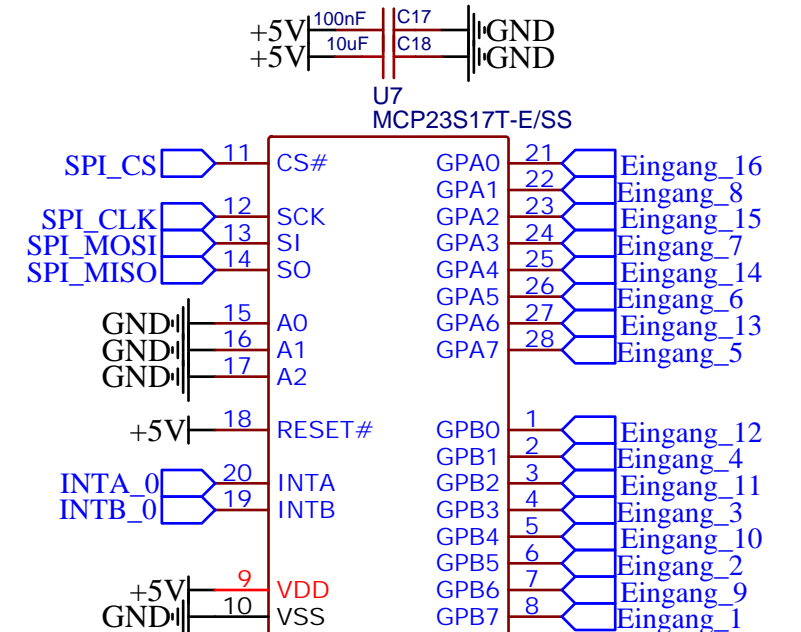 +5V 100nF C17 GND
+5V 10uF C18 GND
U7
MCP23S17T-E/SS
SPI_CS 11 CS# GPA0 21 Eingang_16
GPA1 22 Eingang_8
SPI_CLK 12 SCK GPA2 23 Eingang_15
SPI_MOSI 13 SI GPA3 24 Eingang_7
SPI_MISO 14 SO GPA4 25 Eingang_14
GPA5 26 Eingang_6
GND 15 A0 GPA6 27 Eingang_13
GND 16 A1 GPA7 28 Eingang_5
GND 17 A2
+5V 18 RESET# GPB0 1 Eingang_12
GPB1 2 Eingang_4
INTA_0 20 INTA GPB2 3 Eingang_11
INTB_0 19 INTB GPB3 4 Eingang_3
GPB4 5 Eingang_10
GPB5 6 Eingang_2
+5V 9 VDD GPB6 7 Eingang_9
GND 10 VSS GPB7 8 Eingang_1